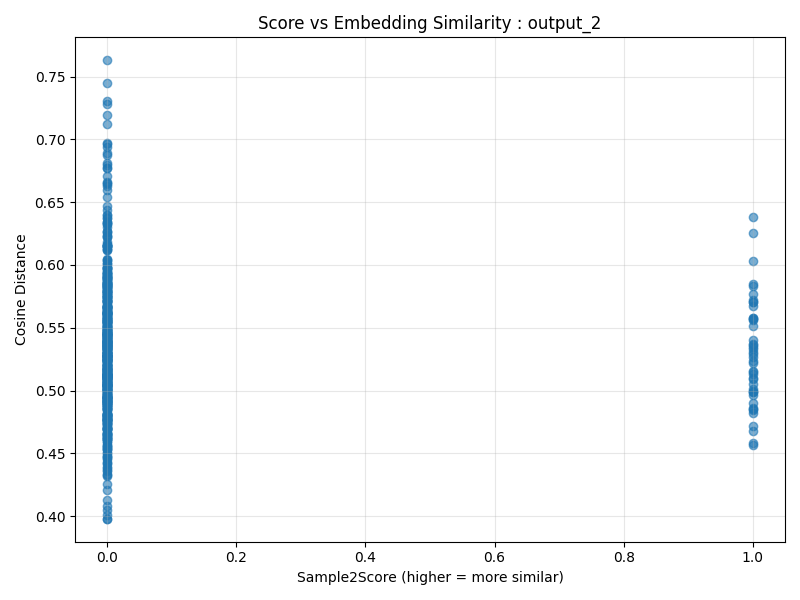 Score vs Embedding Similarity : output_2
Cosine Distance
0.75
0.70
0.65
0.60
0.55
0.50
0.45
0.40
0.0 0.2 0.4 0.6 0.8 1.0
Sample2Score (higher = more similar)